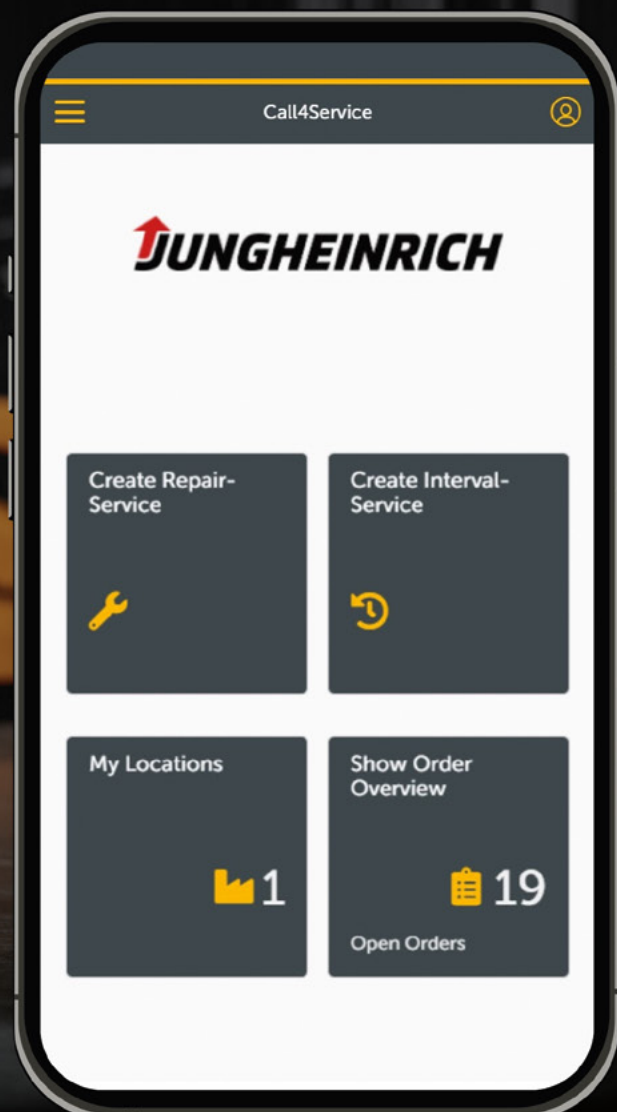 Call4Service
JUNGHEINRICH
Create Repair-
Service
Create Interval-
Service
My Locations
1
Show Order
Overview
19
Open Orders